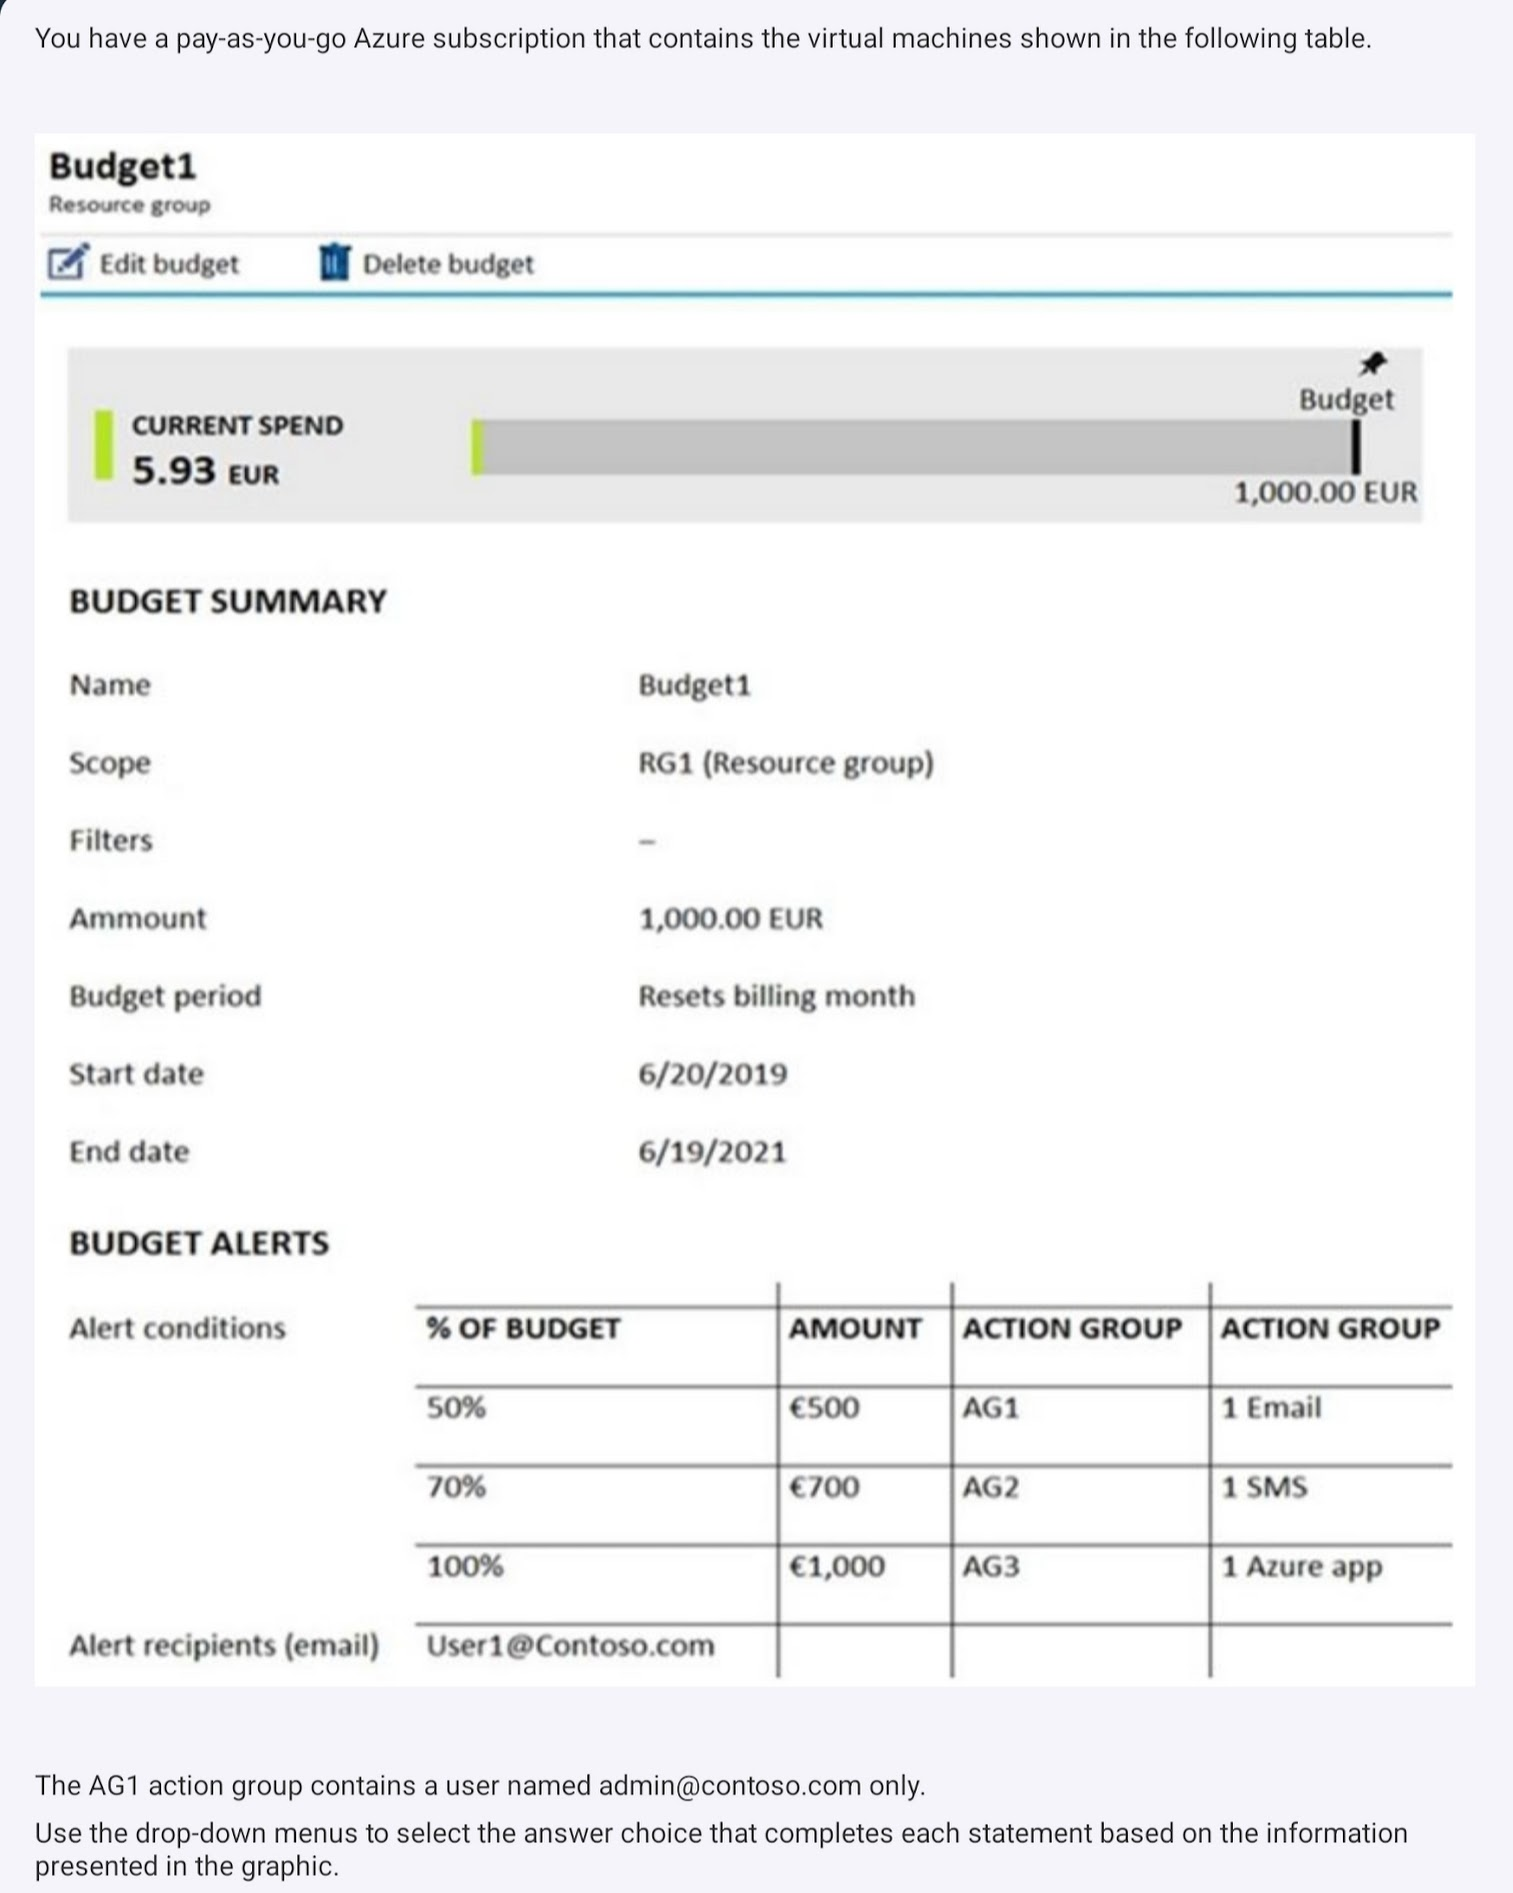 You have a pay-as-you-go Azure subscription that contains the virtual machines shown in the following table.
Budget1
Resource group
Edit budget Delete budget
Budget
CURRENT SPEND
5.93 EUR
1,000.00 EUR
BUDGET SUMMARY
Name Budget1
Scope RG1 (Resource group)
Filters –
Ammount 1,000.00 EUR
Budget period Resets billing month
Start date 6/20/2019
End date 6/19/2021
BUDGET ALERTS
Alert conditions % OF BUDGET AMOUNT ACTION GROUP ACTION GROUP
50% €500 AG1 1 Email
70% €700 AG2 1 SMS
100% €1,000 AG3 1 Azure app
Alert recipients (email) User1@Contoso.com
The AG1 action group contains a user named admin@contoso.com only.
Use the drop-down menus to select the answer choice that completes each statement based on the information
presented in the graphic.